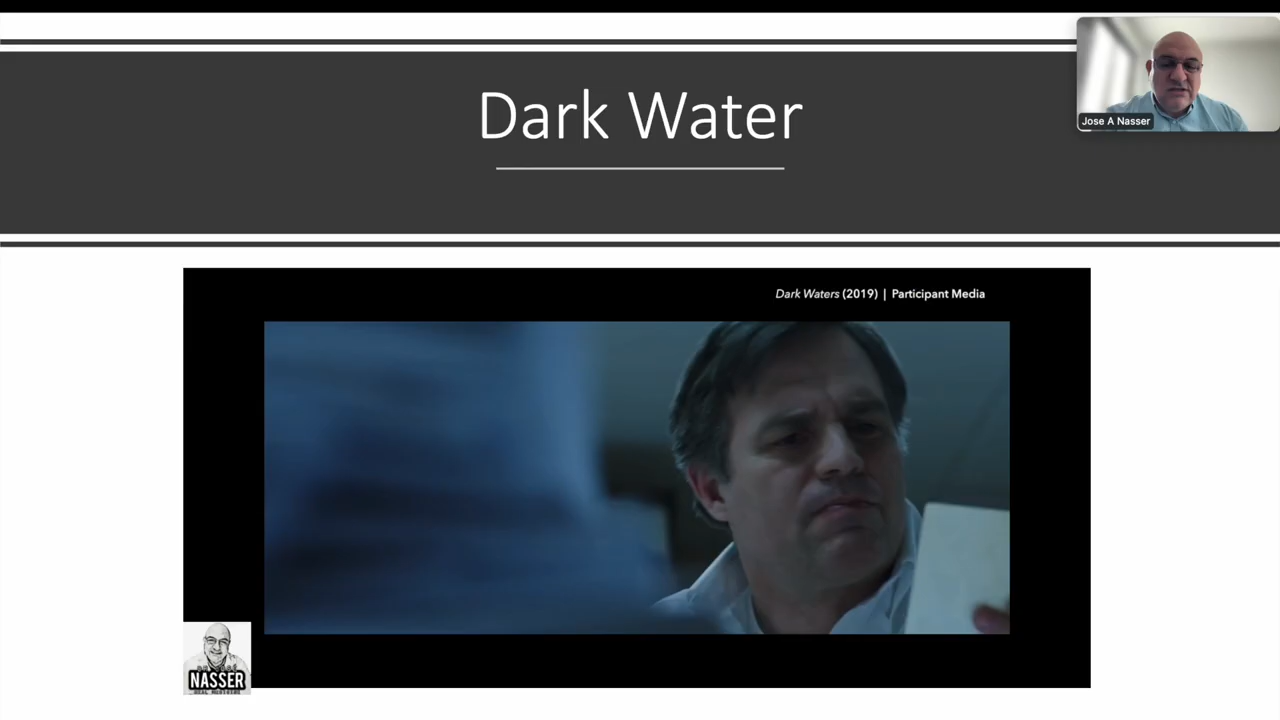 Dark Water
Jose A Nasser
Dark Waters (2019) | Participant Media
NASSER